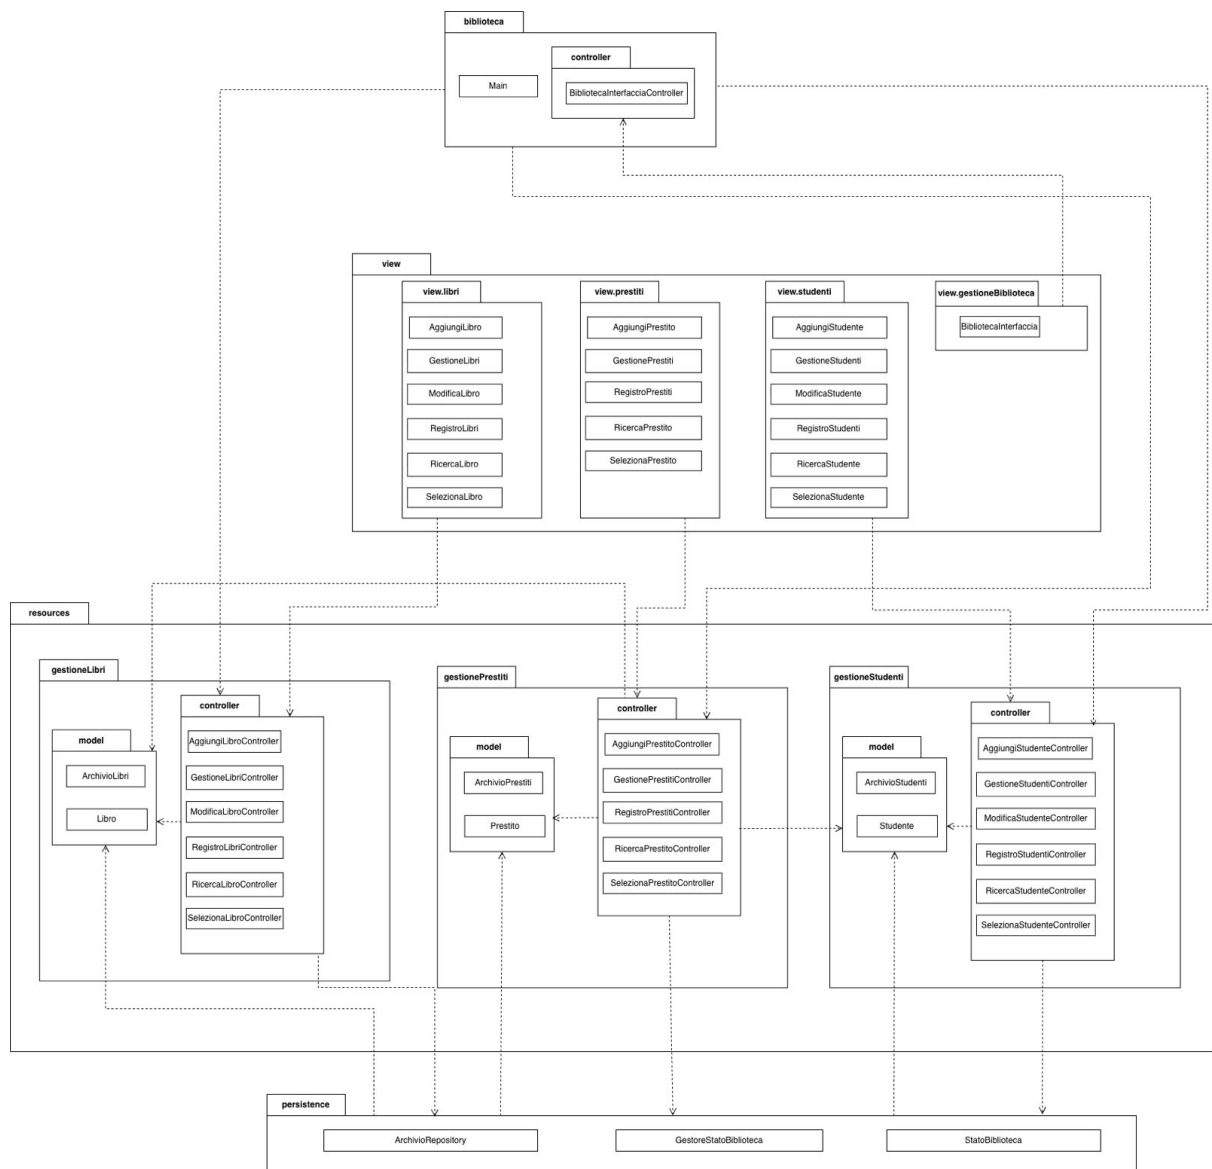 biblioteca
controller
Main
BibliotecaInterfacciaController
view
view.libri
AggiungiLibro
GestioneLibri
ModificaLibro
RegistroLibri
RicercaLibro
SelezionaLibro
view.prestiti
AggiungiPrestito
GestionePrestiti
RegistroPrestiti
RicercaPrestito
SelezionaPrestito
view.studenti
AggiungiStudente
GestioneStudenti
ModificaStudente
RegistroStudenti
RicercaStudente
SelezionaStudente
view.gestioneBiblioteca
BibliotecaInterfaccia
resources
gestioneLibri
model
ArchivioLibri
Libro
controller
AggiungiLibroController
GestioneLibriController
ModificaLibroController
RegistroLibriController
RicercaLibroController
SelezionaLibroController
gestionePrestiti
model
ArchivioPrestiti
Prestito
controller
AggiungiPrestitoController
GestionePrestitiController
RegistroPrestitiController
RicercaPrestitoController
SelezionaPrestitoController
gestioneStudenti
model
ArchivioStudenti
Studente
controller
AggiungiStudenteController
GestioneStudentiController
ModificaStudenteController
RegistroStudentiController
RicercaStudenteController
SelezionaStudenteController
persistence
ArchivioRepository
GestoreStatoBiblioteca
StatoBiblioteca